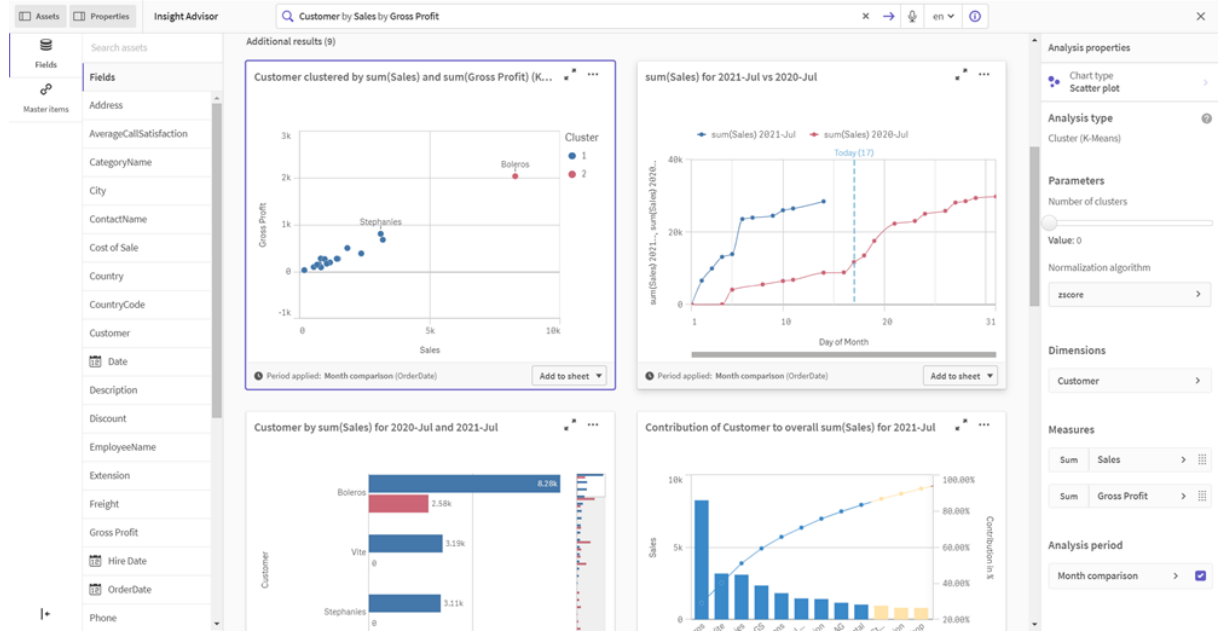 Assets Properties Insight Advisor Customer by Sales by Gross Profit en
Fields
Master items
Search assets
Fields
Address
AverageCallSatisfaction
CategoryName
City
ContactName
Cost of Sale
Country
CountryCode
Customer
Date
Description
Discount
EmployeeName
Extension
Freight
Gross Profit
Hire Date
OrderDate
Phone
Additional results (9)
Customer clustered by sum(Sales) and sum(Gross Profit) (K...
3k
2k
1k
0
-1k
Gross Profit
Boleros
Stephanies
Cluster
1
2
0 5k 10k
Sales
Period applied: Month comparison (OrderDate) Add to sheet
sum(Sales) for 2021-Jul vs 2020-Jul
sum(Sales) 2021-Jul sum(Sales) 2020-Jul
Today (17)
40k
20k
0
sum(Sales) 2021..., sum(Sales) 2020...
1 10 20 31
Day of Month
Period applied: Month comparison (OrderDate) Add to sheet
Customer by sum(Sales) for 2020-Jul and 2021-Jul
Customer
Boleros 8.28k
2.58k
Vite 3.19k
0
Stephanies 3.11k
0
Contribution of Customer to overall sum(Sales) for 2021-Jul
10k
5k
0
Sales
100.00%
80.00%
60.00%
40.00%
20.00%
Contribution in %
Analysis properties
Chart type
Scatter plot
Analysis type
Cluster (K-Means)
Parameters
Number of clusters
Value: 0
Normalization algorithm
zscore
Dimensions
Customer
Measures
Sum Sales
Sum Gross Profit
Analysis period
Month comparison